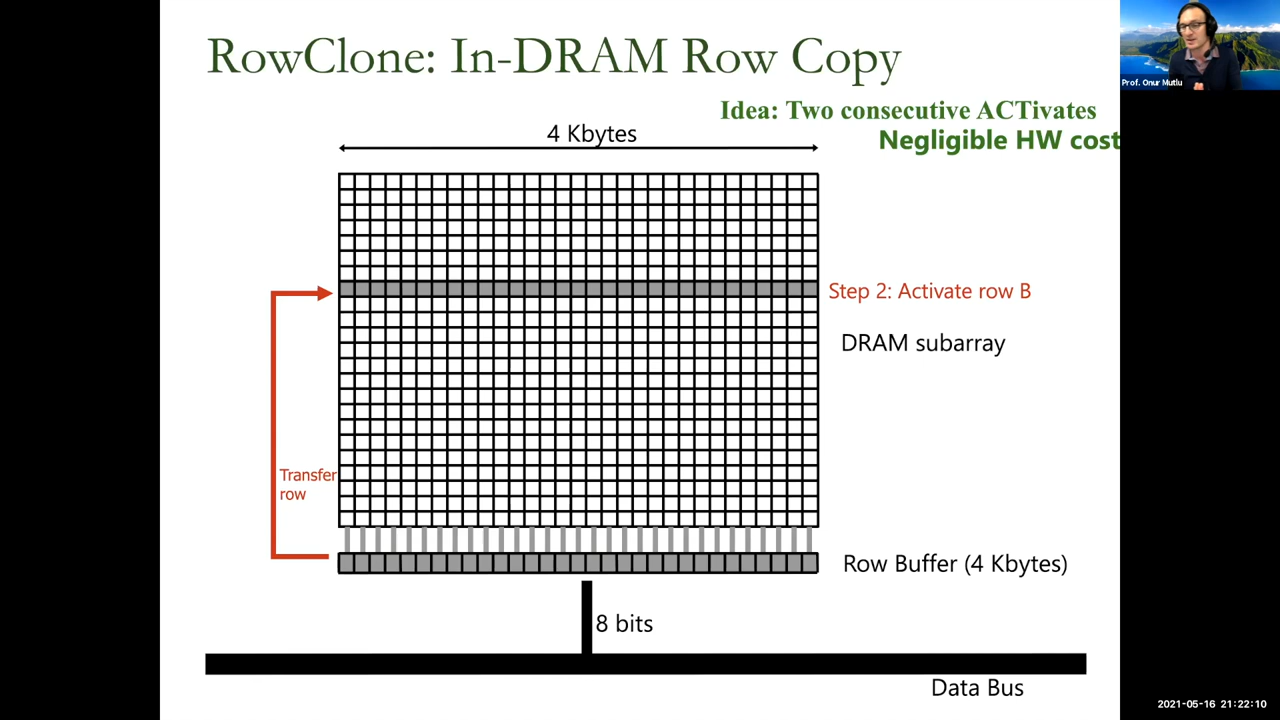 RowClone: In-DRAM Row Copy
Prof. Onur Mutlu
Idea: Two consecutive ACTivates
Negligible HW cost
4 Kbytes
Step 2: Activate row B
DRAM subarray
Transfer
row
Row Buffer (4 Kbytes)
8 bits
Data Bus
2021-05-16 21:22:10